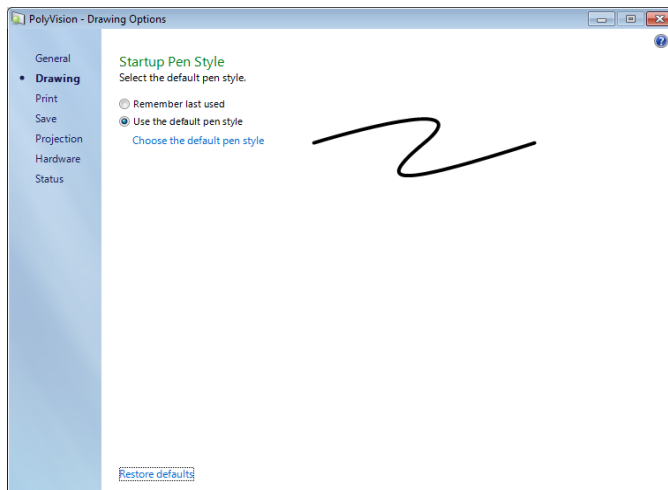 PolyVision - Drawing Options
General
Drawing
Print
Save
Projection
Hardware
Status
Startup Pen Style
Select the default pen style.
Remember last used
Use the default pen style
Choose the default pen style
Restore defaults